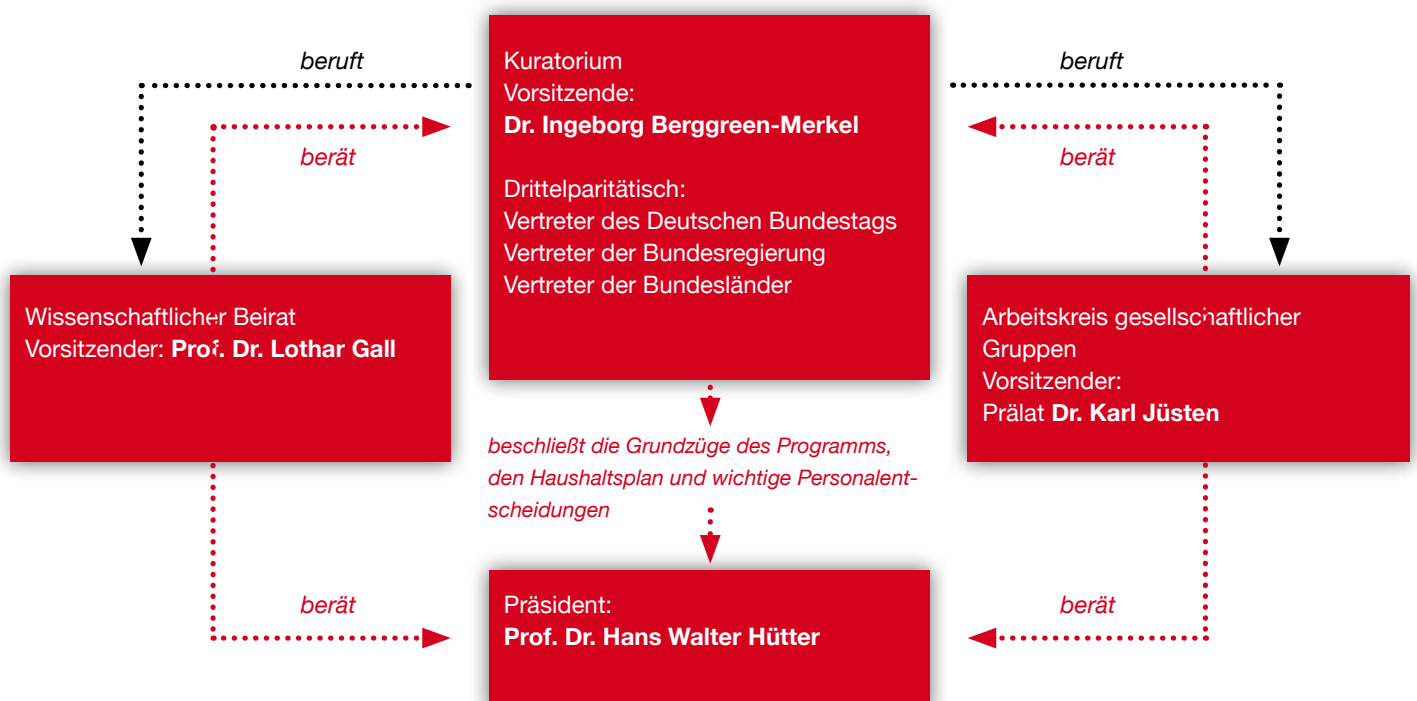 beruft
beruft
berät
berät
Kuratorium
Vorsitzende:
Dr. Ingeborg Berggreen-Merkel
Drittelparitätisch:
Vertreter des Deutschen Bundestags
Vertreter der Bundesregierung
Vertreter der Bundesländer
Wissenschaftlicher Beirat
Vorsitzender: Prof. Dr. Lothar Gall
Arbeitskreis gesellschaftlicher
Gruppen
Vorsitzender:
Prälat Dr. Karl Jüsten
beschließt die Grundzüge des Programms,
den Haushaltsplan und wichtige Personalent-
scheidungen
berät
berät
Präsident:
Prof. Dr. Hans Walter Hütter